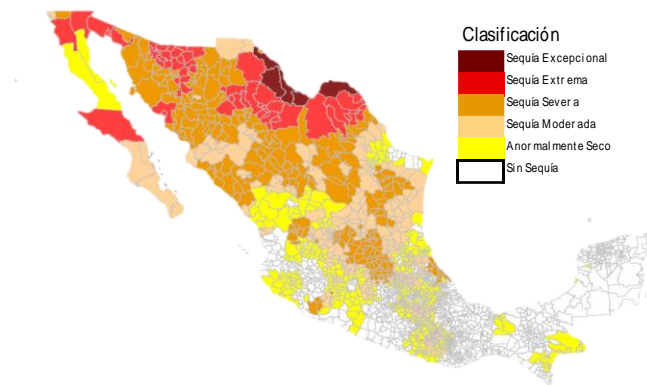 Clasificación
Sequía Excepcional
Sequía Extrema
Sequía Severa
Sequía Moderada
Anormalmente Seco
Sin Sequía